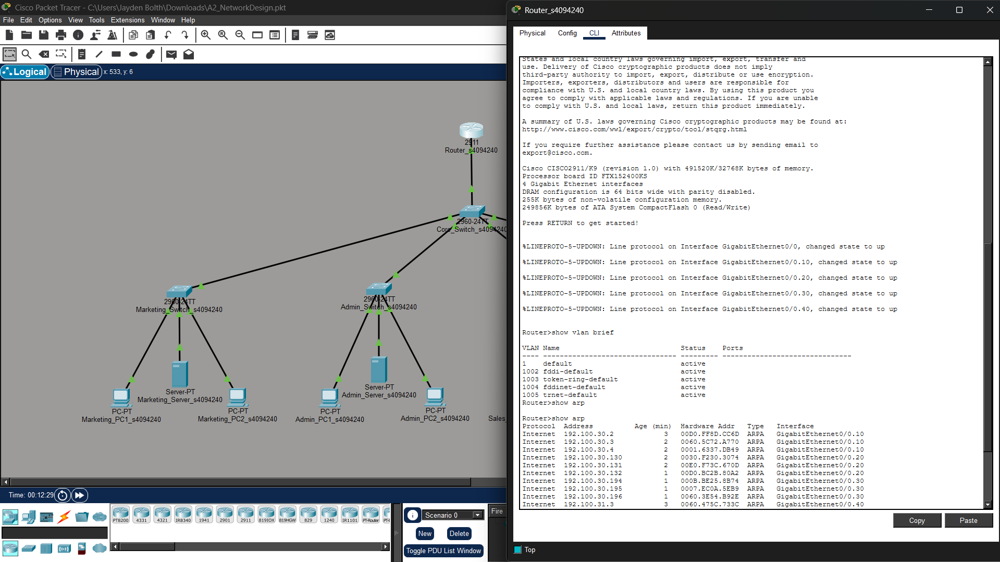 Cisco Packet Tracer - C:\Users\Jayden Bolth\Downloads\A2_NetworkDesign.pkt
File Edit Options View Tools Extensions Window Help
Logical Physical x: 533, y: 6
2911
Router_s4094240
2960-24TT
Core_Switch_s4094240
2960-24TT
Marketing_Switch_s4094240
2960-24TT
Admin_Switch_s4094240
Server-PT
Marketing_Server_s4094240
Server-PT
Admin_Server_s4094240
PC-PT
Marketing_PC1_s4094240
PC-PT
Marketing_PC2_s4094240
PC-PT
Admin_PC1_s4094240
PC-PT
Admin_PC2_s4094240
Sales_
Time: 00:12:29
PT8200 4331 4321 IR8340 1941 2901 2911 819IOX 819HGW 829 1240 IR1101 PT-Router PT-E
Scenario 0
New Delete
Toggle PDU List Window
Fire
Router_s4094240
Physical Config CLI Attributes
States and local country laws governing import, export, transfer and
use. Delivery of Cisco cryptographic products does not imply
third-party authority to import, export, distribute or use encryption.
Importers, exporters, distributors and users are responsible for
compliance with U.S. and local country laws. By using this product you
agree to comply with applicable laws and regulations. If you are unable
to comply with U.S. and local laws, return this product immediately.
A summary of U.S. laws governing Cisco cryptographic products may be found at:
http://www.cisco.com/wwl/export/crypto/tool/stqrg.html
If you require further assistance please contact us by sending email to
export@cisco.com.
Cisco CISCO2911/K9 (revision 1.0) with 491520K/32768K bytes of memory.
Processor board ID FTX152400KS
4 Gigabit Ethernet interfaces
DRAM configuration is 64 bits wide with parity disabled.
255K bytes of non-volatile configuration memory.
249856K bytes of ATA System CompactFlash 0 (Read/Write)
Press RETURN to get started!
%LINEPROTO-5-UPDOWN: Line protocol on Interface GigabitEthernet0/0, changed state to up
%LINEPROTO-5-UPDOWN: Line protocol on Interface GigabitEthernet0/0.10, changed state to up
%LINEPROTO-5-UPDOWN: Line protocol on Interface GigabitEthernet0/0.20, changed state to up
%LINEPROTO-5-UPDOWN: Line protocol on Interface GigabitEthernet0/0.30, changed state to up
%LINEPROTO-5-UPDOWN: Line protocol on Interface GigabitEthernet0/0.40, changed state to up
Router>show vlan brief
VLAN Name Status Ports
---- -------------------------------- --------- -------------------------------
1 default active
1002 fddi-default active
1003 token-ring-default active
1004 fddinet-default active
1005 trnet-default active
Router>show arp
Router>show arp
Protocol Address Age (min) Hardware Addr Type Interface
Internet 192.100.30.2 3 00D0.FF8D.CC6D ARPA GigabitEthernet0/0.10
Internet 192.100.30.3 2 0060.5C72.A770 ARPA GigabitEthernet0/0.10
Internet 192.100.30.4 2 0001.6337.DB49 ARPA GigabitEthernet0/0.10
Internet 192.100.30.130 2 0030.F230.3074 ARPA GigabitEthernet0/0.20
Internet 192.100.30.131 2 00E0.F73C.670D ARPA GigabitEthernet0/0.20
Internet 192.100.30.132 1 00D0.BC2B.80A2 ARPA GigabitEthernet0/0.20
Internet 192.100.30.194 1 000B.BE25.8B74 ARPA GigabitEthernet0/0.30
Internet 192.100.30.195 1 0007.EC0A.5EB9 ARPA GigabitEthernet0/0.30
Internet 192.100.30.196 1 0060.3E54.B92E ARPA GigabitEthernet0/0.30
Internet 192.100.31.3 3 0060.475C.733C ARPA GigabitEthernet0/0.40
Copy Paste
Top